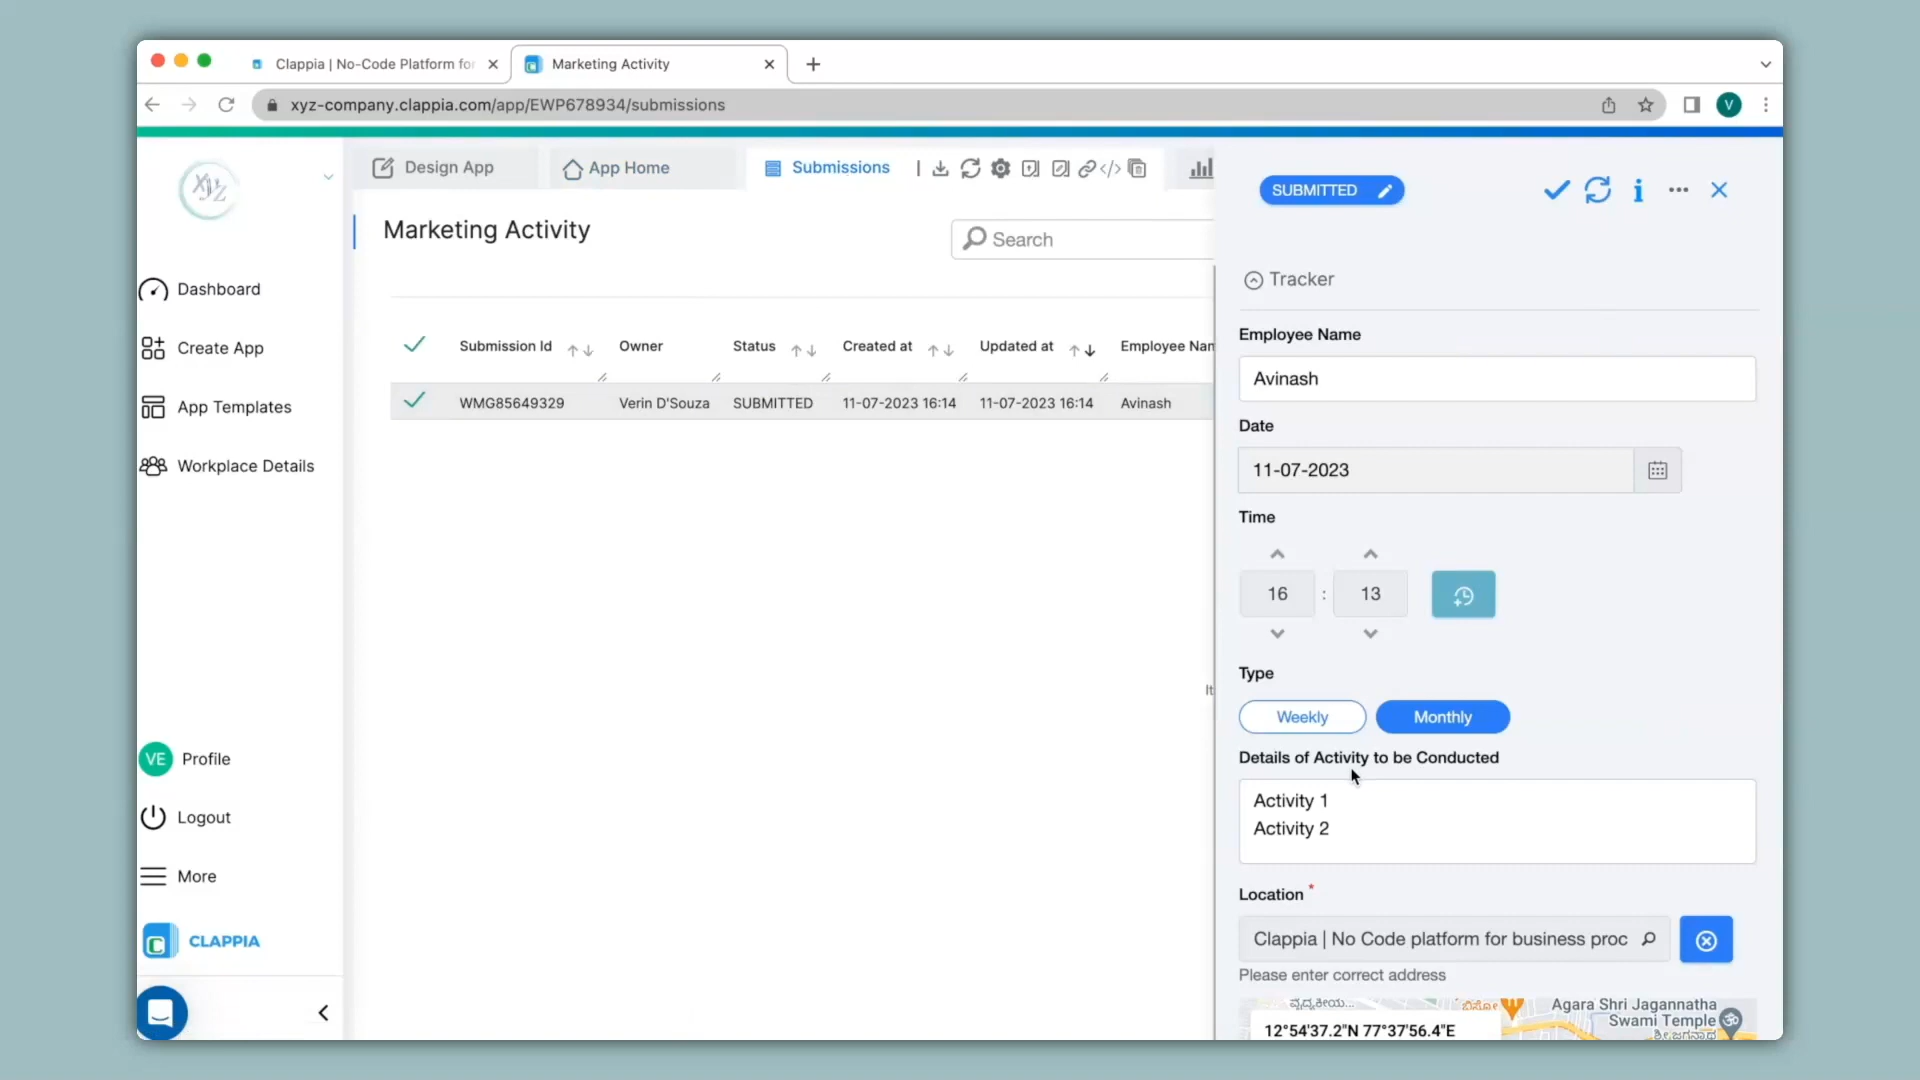 Clappia | No-Code Platform for
Marketing Activity
xyz-company.clappia.com/app/EWP678934/submissions
V
xyz
Dashboard
Create App
App Templates
Workplace Details
VE Profile
Logout
More
CLAPPIA
Design App
App Home
Submissions
Marketing Activity
Search
Submission Id Owner Status Created at Updated at Employee Nam
WMG85649329 Verin D'Souza SUBMITTED 11-07-2023 16:14 11-07-2023 16:14 Avinash
It
SUBMITTED
Tracker
Employee Name
Avinash
Date
11-07-2023
Time
16 : 13
Type
Weekly Monthly
Details of Activity to be Conducted
Activity 1
Activity 2
Location *
Clappia | No Code platform for business proc
Please enter correct address
Agara Shri Jagannatha
Swami Temple
12°54'37.2"N 77°37'56.4"E